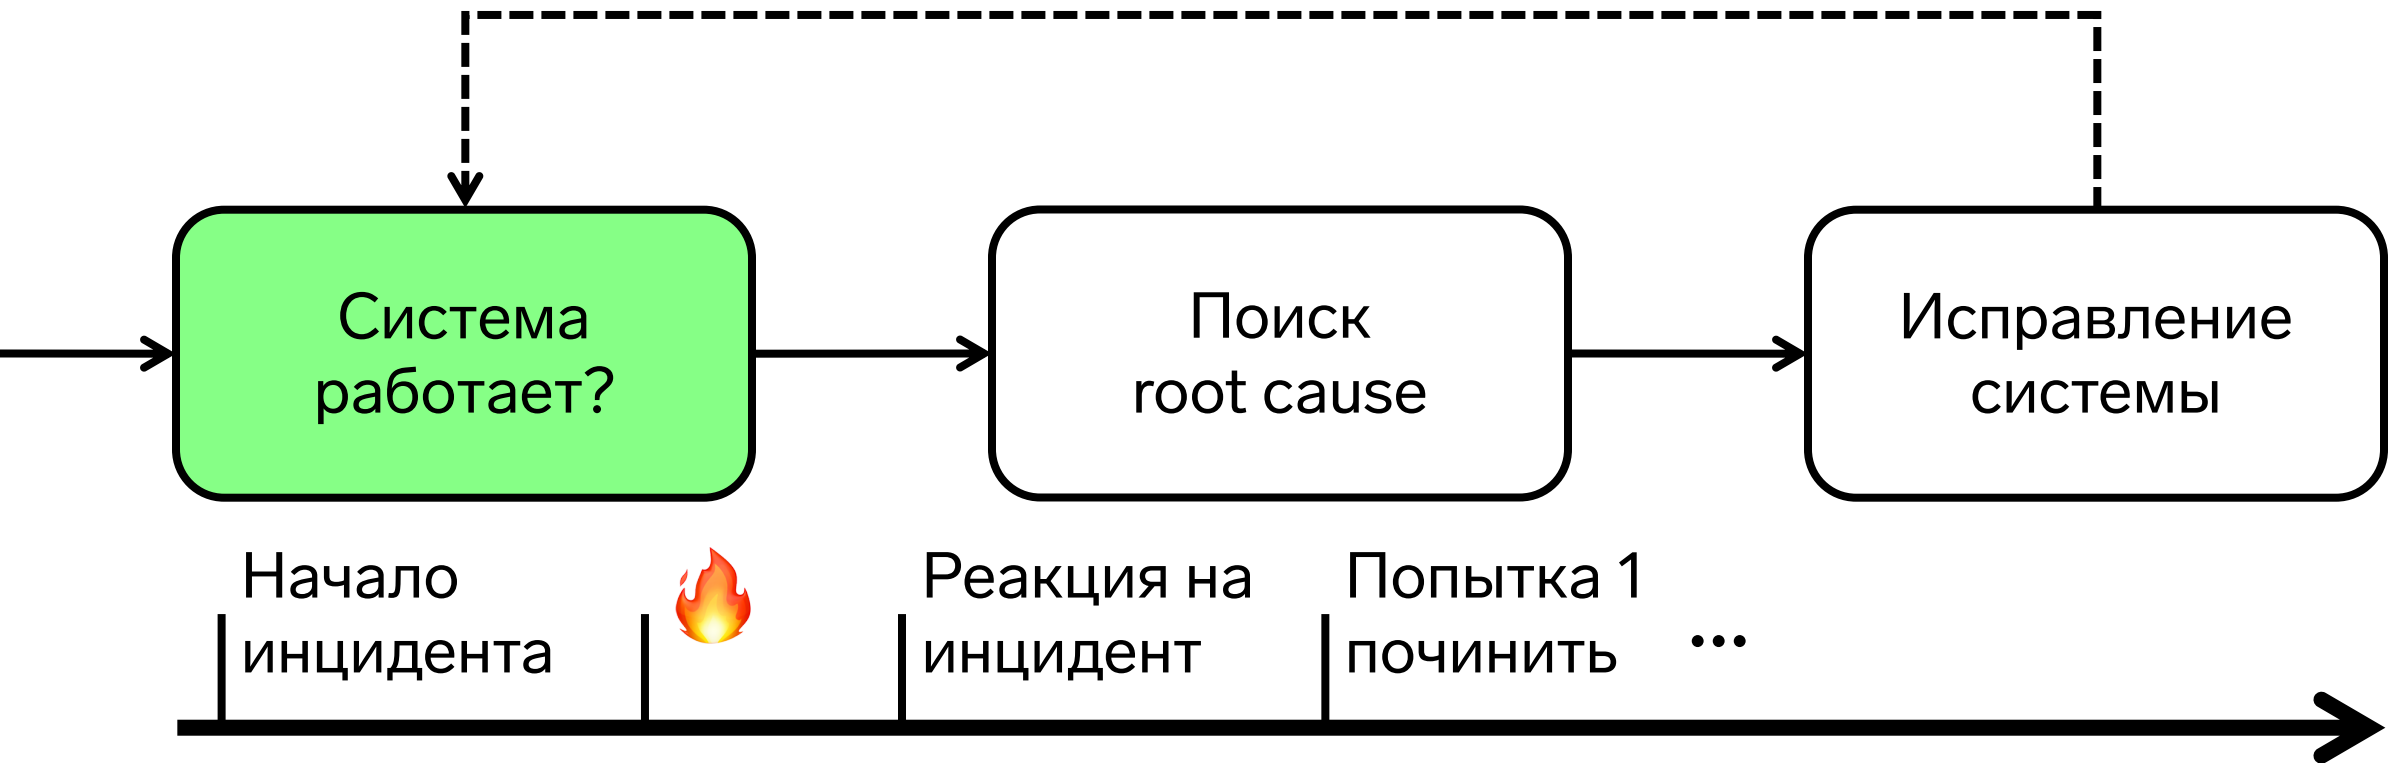 Система
работает?
Поиск
root cause
Исправление
системы
Начало
инцидента
Реакция на
инцидент
Попытка 1
починить
...